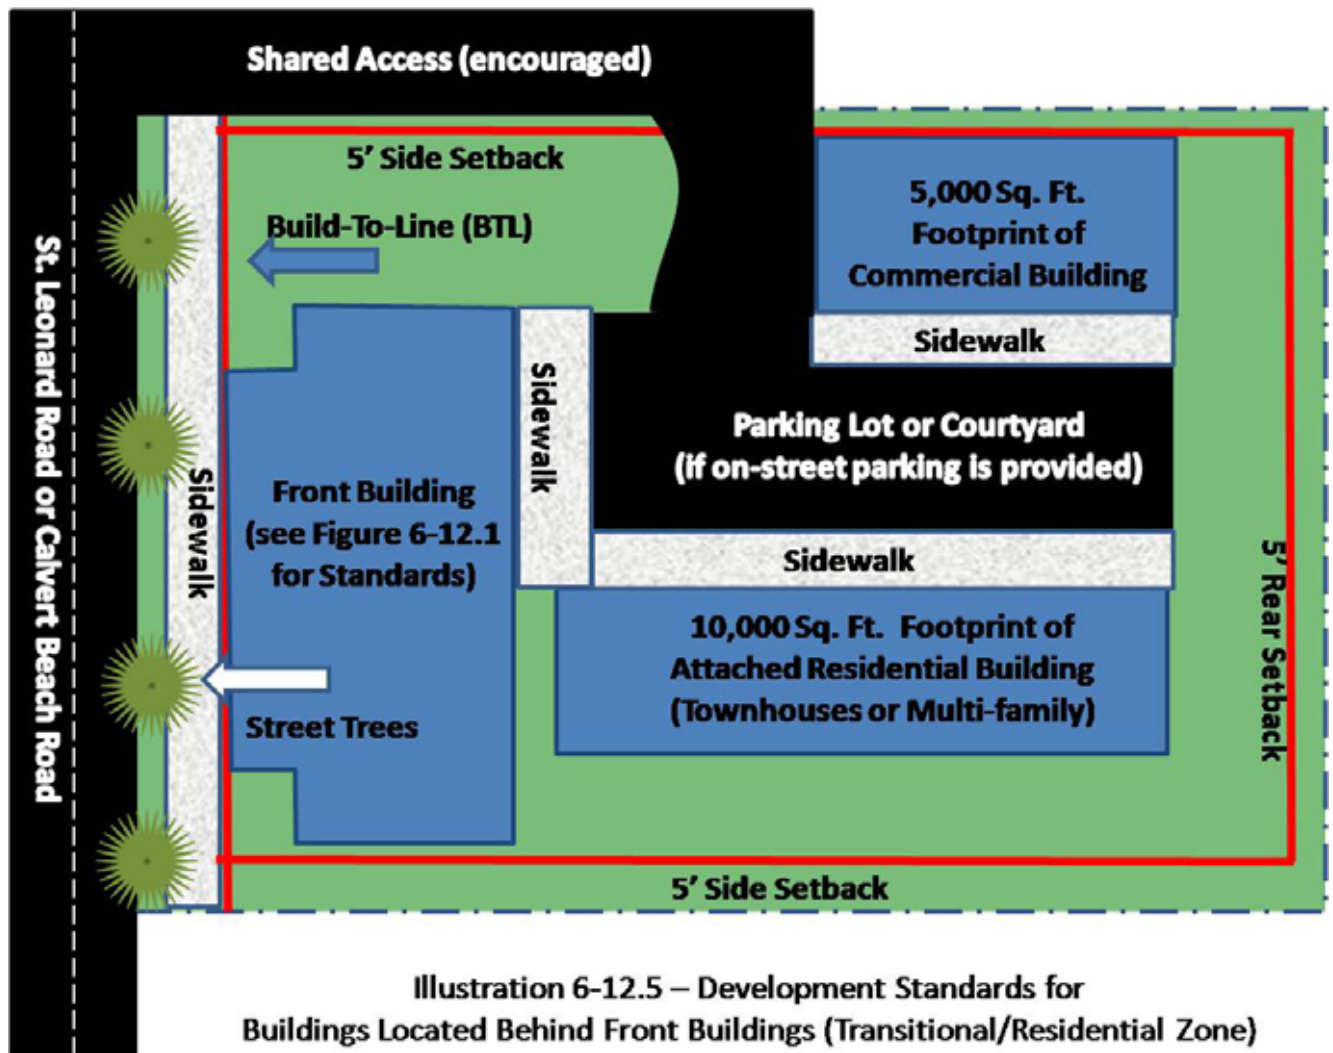 Shared Access (encouraged)
5’ Side Setback
Build-To-Line (BTL)
5,000 Sq. Ft.
Footprint of
Commercial Building
Sidewalk
St. Leonard Road or Calvert Beach Road
Sidewalk
Sidewalk
Parking Lot or Courtyard
(if on-street parking is provided)
Front Building
(see Figure 6-12.1
for Standards)
Sidewalk
5’ Rear Setback
10,000 Sq. Ft. Footprint of
Attached Residential Building
(Townhouses or Multi-family)
Street Trees
5’ Side Setback
Illustration 6-12.5 – Development Standards for
Buildings Located Behind Front Buildings (Transitional/Residential Zone)